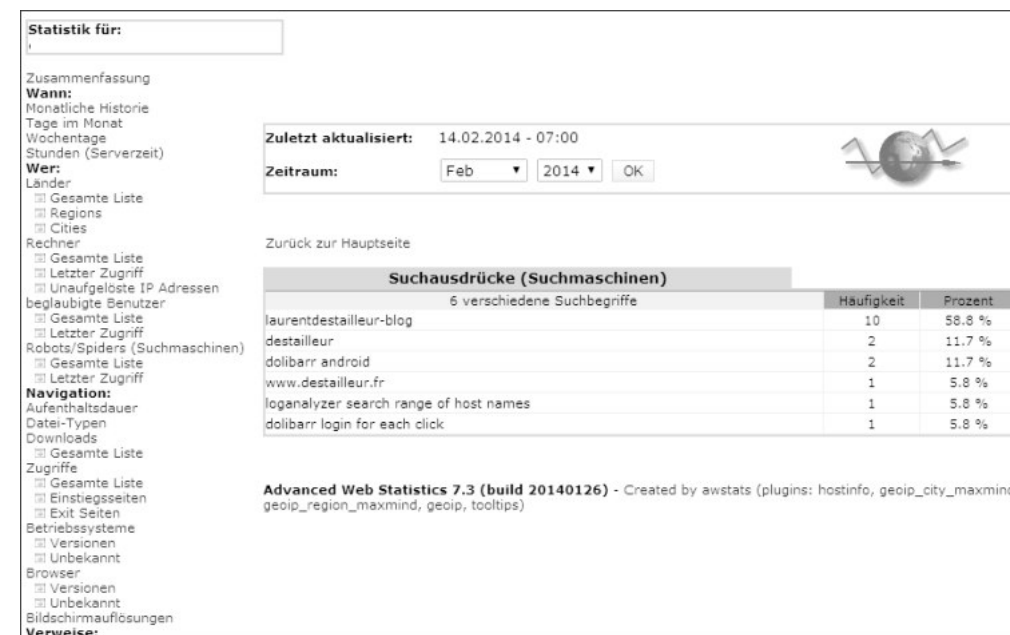 Statistik für:
Zusammenfassung
Wann:
Monatliche Historie
Tage im Monat
Wochentage
Stunden (Serverzeit)
Wer:
Länder
Gesamte Liste
Regions
Cities
Rechner
Gesamte Liste
Letzter Zugriff
Unaufgelöste IP Adressen
beglaubigte Benutzer
Gesamte Liste
Letzter Zugriff
Robots/Spiders (Suchmaschinen)
Gesamte Liste
Letzter Zugriff
Navigation:
Aufenthaltsdauer
Datei-Typen
Downloads
Gesamte Liste
Zugriffe
Gesamte Liste
Einstiegsseiten
Exit Seiten
Betriebssysteme
Versionen
Unbekannt
Browser
Versionen
Unbekannt
Bildschirmauflösungen
Verweise:
Zuletzt aktualisiert: 14.02.2014 - 07:00
Zeitraum: Feb 2014 OK
Zurück zur Hauptseite
Suchausdrücke (Suchmaschinen)
6 verschiedene Suchbegriffe Häufigkeit Prozent
laurentdestailleur-blog 10 58.8 %
destailleur 2 11.7 %
dolibarr android 2 11.7 %
www.destailleur.fr 1 5.8 %
loganalyzer search range of host names 1 5.8 %
dolibarr login for each click 1 5.8 %
Advanced Web Statistics 7.3 (build 20140126) - Created by awstats (plugins: hostinfo, geoip_city_maxmind
geoip_region_maxmind, geoip, tooltips)